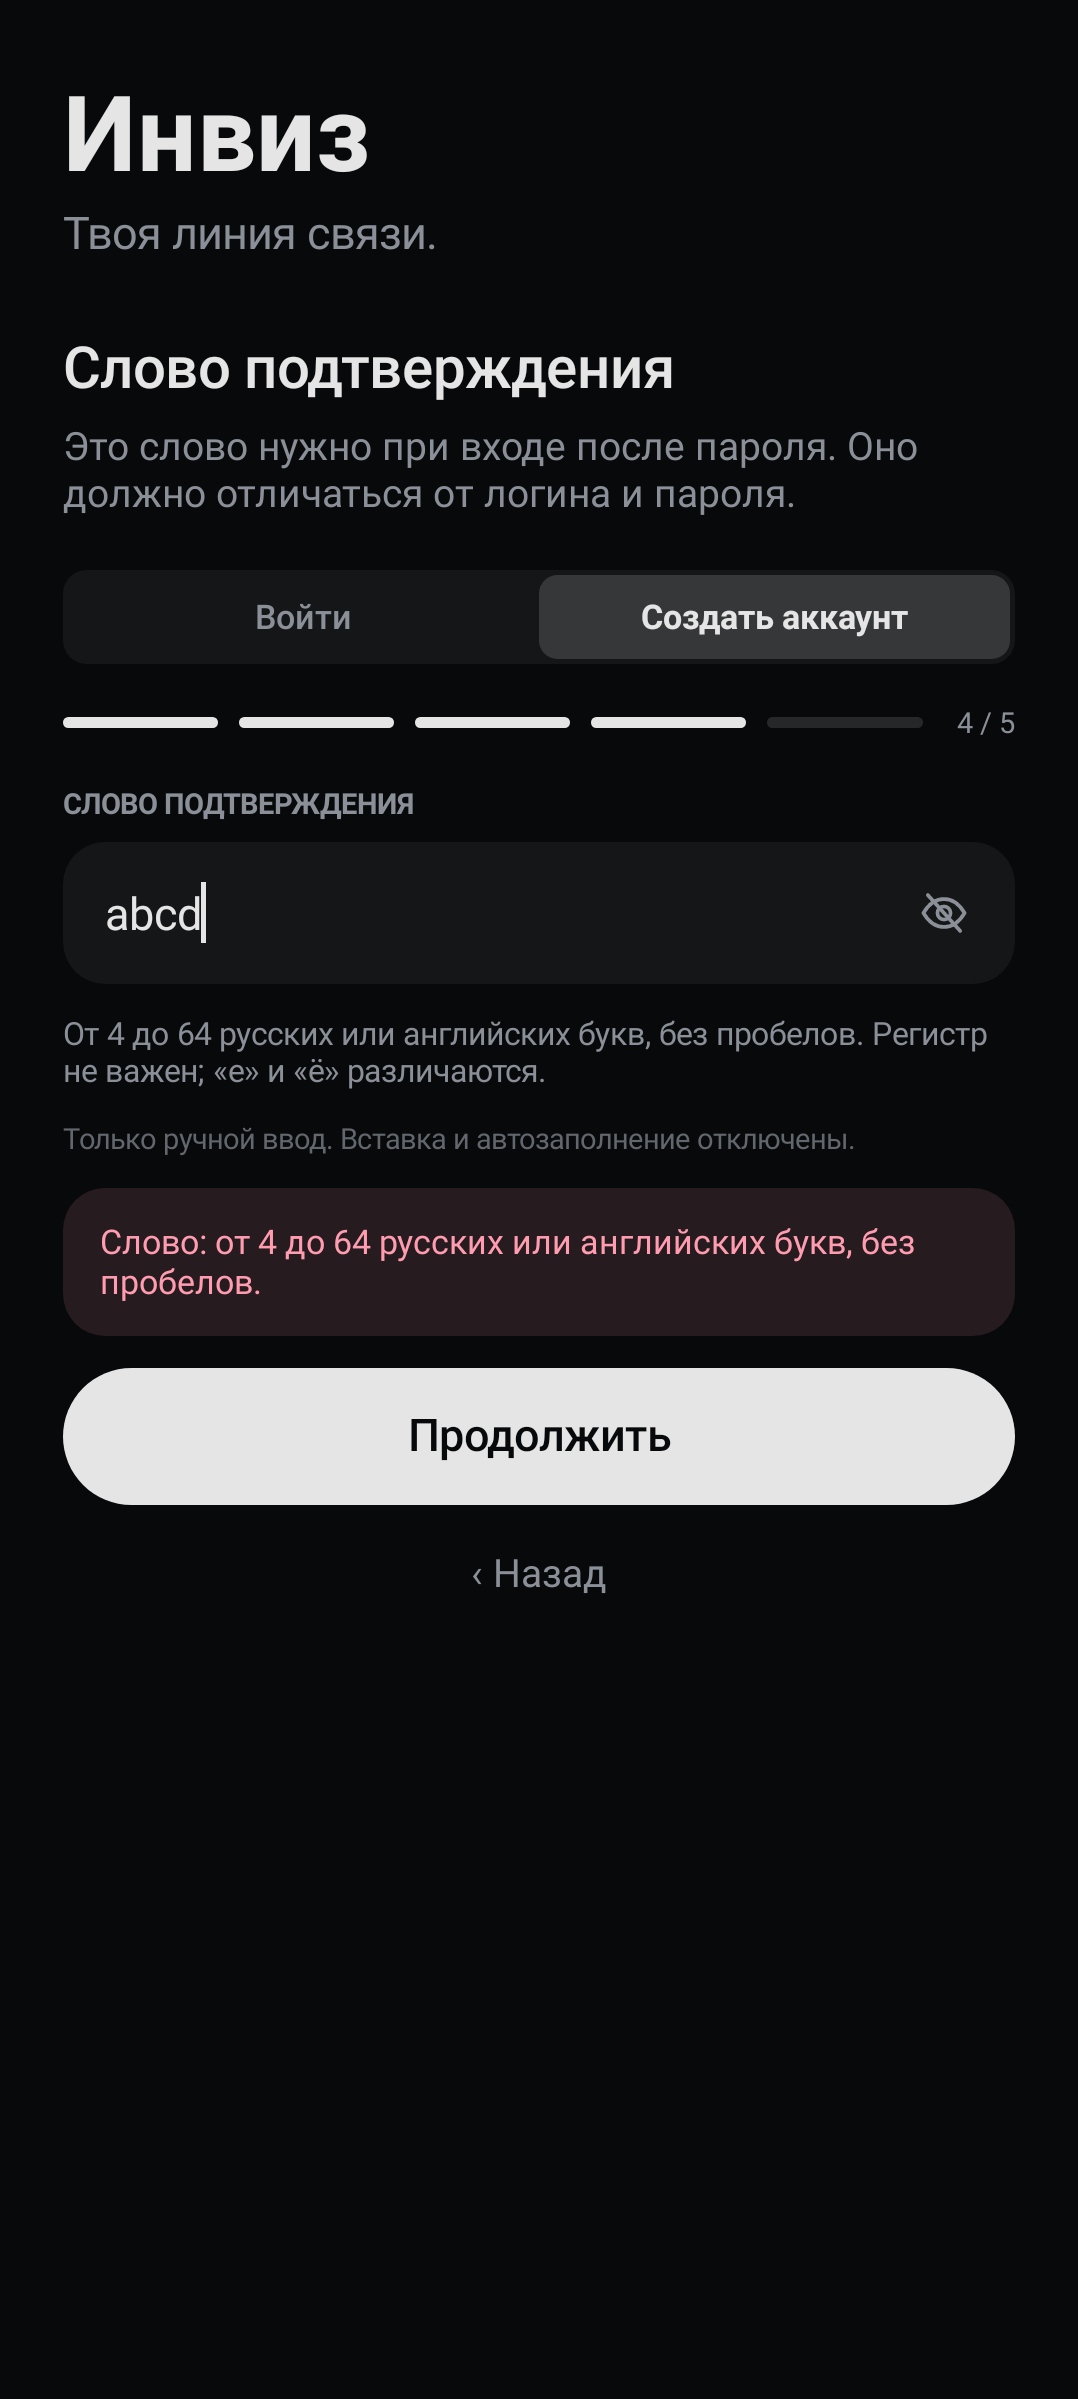 Инвиз
Твоя линия связи.
Слово подтверждения
Это слово нужно при входе после пароля. Оно
должно отличаться от логина и пароля.
Войти
Создать аккаунт
4 / 5
СЛОВО ПОДТВЕРЖДЕНИЯ
abcd
От 4 до 64 русских или английских букв, без пробелов. Регистр
не важен; «е» и «ё» различаются.
Только ручной ввод. Вставка и автозаполнение отключены.
Слово: от 4 до 64 русских или английских букв, без
пробелов.
Продолжить
‹ Назад